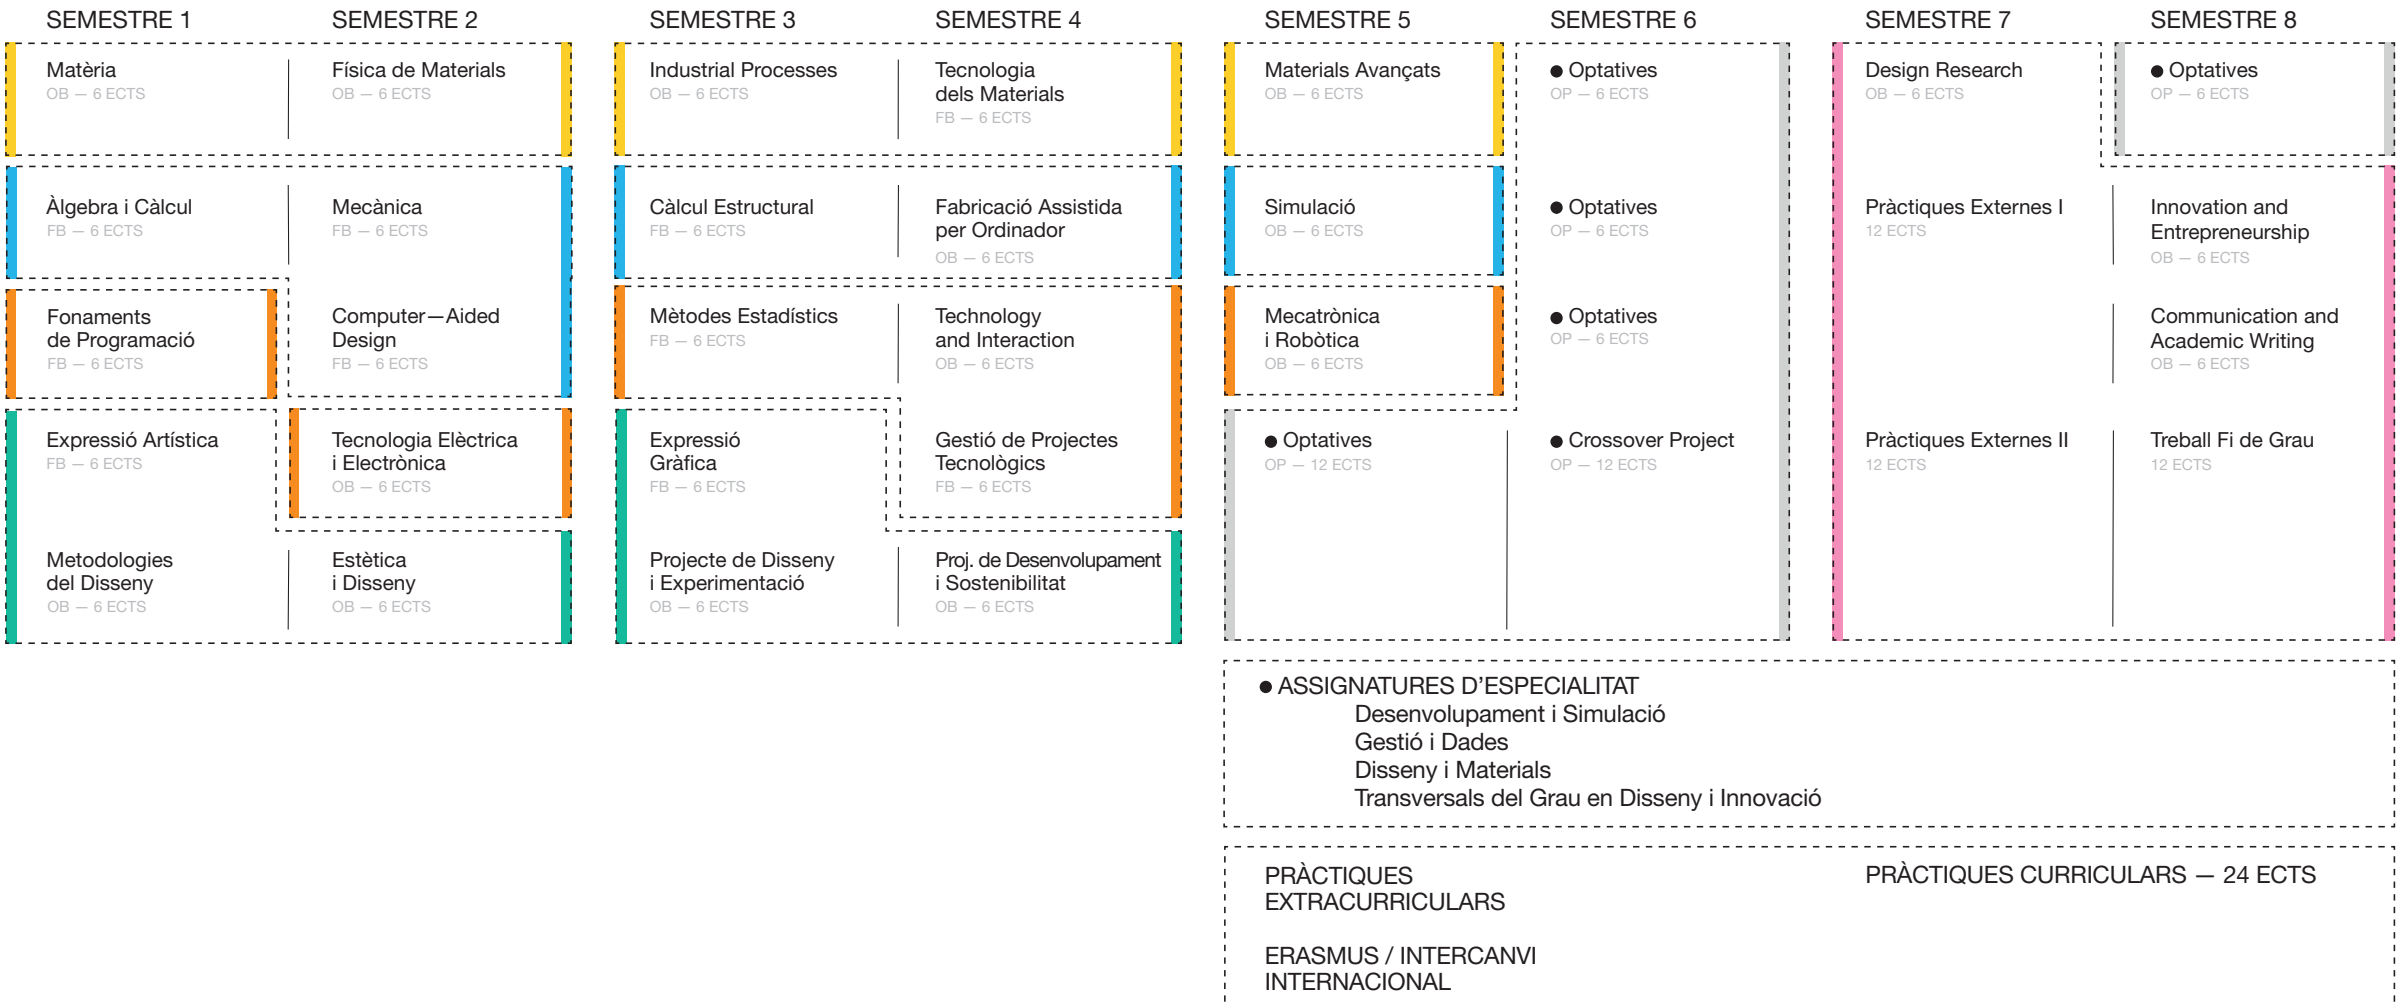 SEMESTRE 1
Matèria
OB — 6 ECTS
Àlgebra i Càlcul
FB — 6 ECTS
Fonaments
de Programació
FB — 6 ECTS
Expressió Artística
FB — 6 ECTS
Metodologies
del Disseny
OB — 6 ECTS
SEMESTRE 2
Física de Materials
OB — 6 ECTS
Mecànica
FB — 6 ECTS
Computer—Aided
Design
FB — 6 ECTS
Tecnologia Elèctrica
i Electrònica
OB — 6 ECTS
Estètica
i Disseny
OB — 6 ECTS
SEMESTRE 3
Industrial Processes
OB — 6 ECTS
Càlcul Estructural
FB — 6 ECTS
Mètodes Estadístics
FB — 6 ECTS
Expressió
Gràfica
FB — 6 ECTS
Projecte de Disseny
i Experimentació
OB — 6 ECTS
SEMESTRE 4
Tecnologia
dels Materials
FB — 6 ECTS
Fabricació Assistida
per Ordinador
OB — 6 ECTS
Technology
and Interaction
OB — 6 ECTS
Gestió de Projectes
Tecnològics
FB — 6 ECTS
Proj. de Desenvolupament
i Sostenibilitat
OB — 6 ECTS
SEMESTRE 5
Materials Avançats
OB — 6 ECTS
Simulació
OB — 6 ECTS
Mecatrònica
i Robòtica
OB — 6 ECTS
● Optatives
OP — 12 ECTS
SEMESTRE 6
● Optatives
OP — 6 ECTS
● Optatives
OP — 6 ECTS
● Optatives
OP — 6 ECTS
● Crossover Project
OP — 12 ECTS
SEMESTRE 7
Design Research
OB — 6 ECTS
Pràctiques Externes I
12 ECTS
Pràctiques Externes II
12 ECTS
SEMESTRE 8
● Optatives
OP — 6 ECTS
Innovation and
Entrepreneurship
OB — 6 ECTS
Communication and
Academic Writing
OB — 6 ECTS
Treball Fi de Grau
12 ECTS
● ASSIGNATURES D’ESPECIALITAT
Desenvolupament i Simulació
Gestió i Dades
Disseny i Materials
Transversals del Grau en Disseny i Innovació
PRÀCTIQUES
EXTRACURRICULARS
ERASMUS / INTERCANVI
INTERNACIONAL
PRÀCTIQUES CURRICULARS — 24 ECTS